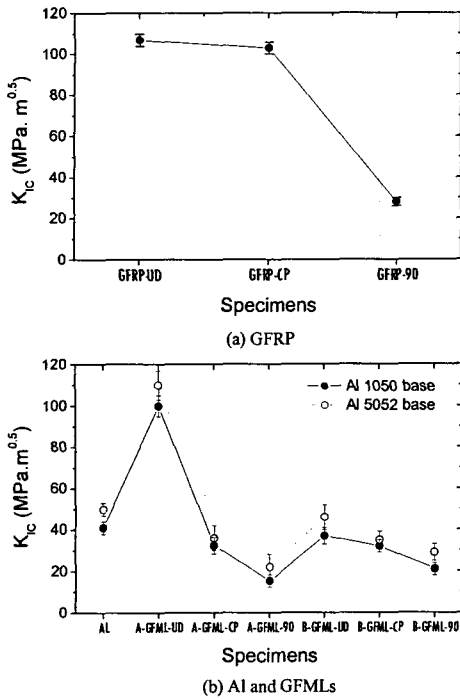 120
100
80
60
40
20
0
K_IC (MPa. m^0.5)
GFRP-UD
GFRP-CP
GFRP-90
Specimens
(a) GFRP
120
100
80
60
40
20
0
K_IC (MPa.m^0.5)
Al 1050 base
Al 5052 base
AL
A-GFML-UD
A-GFML-CP
A-GFML-90
B-GFML-UD
B-GFML-CP
B-GFML-90
Specimens
(b) Al and GFMLs